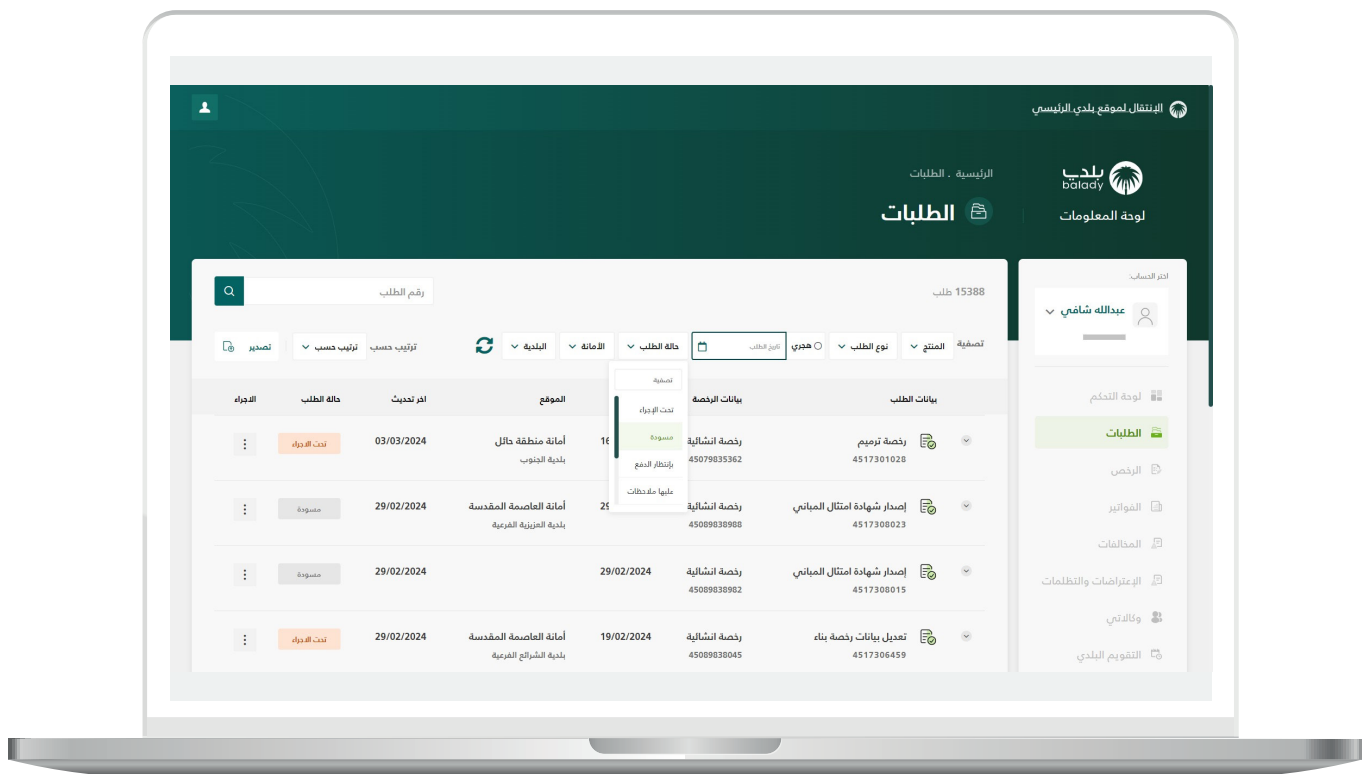 الإنتقال لموقع بلدي الرئيسي
بلدي
balady
لوحة المعلومات
الرئيسية . الطلبات
الطلبات
اختر الحساب:
عبدالله شافي
لوحة التحكم
الطلبات
الرخص
الفواتير
المخالفات
الإعتراضات والتظلمات
وكالاتي
التقويم البلدي
15388 طلب
رقم الطلب
تصفية المنتج نوع الطلب هجري تاريخ الطلب حالة الطلب الأمانة البلدية ترتيب حسب ترتيب حسب تصدير
تصفية
تحت الإجراء
مسودة
بإنتظار الدفع
عليها ملاحظات
بيانات الطلب بيانات الرخصة الموقع اخر تحديث حالة الطلب الاجراء
رخصة ترميم رخصة انشائية 16 أمانة منطقة حائل 03/03/2024 تحت الاجراء
4517301028 45079835362 بلدية الجنوب
إصدار شهادة امتثال المباني رخصة انشائية 29 أمانة العاصمة المقدسة 29/02/2024 مسودة
4517308023 45089838988 بلدية العزيزية الفرعية
إصدار شهادة امتثال المباني رخصة انشائية 29/02/2024 29/02/2024 مسودة
4517308015 45089838982
تعديل بيانات رخصة بناء رخصة انشائية 19/02/2024 أمانة العاصمة المقدسة 29/02/2024 تحت الاجراء
4517306459 45089838045 بلدية الشرائع الفرعية